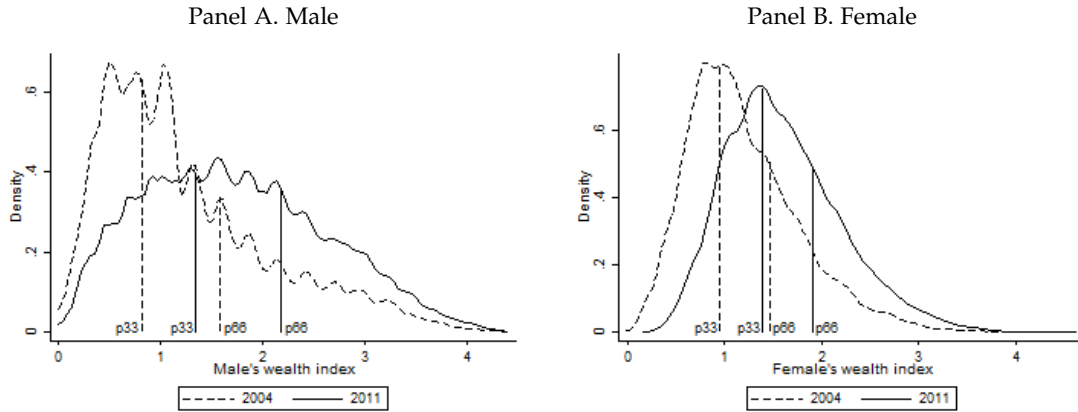 Panel A. Male
Density
.6
.4
.2
0
p33
p33
p66
p66
0 1 2 3 4
Male's wealth index
2004 2011
Panel B. Female
Density
.6
.4
.2
0
p33
p33
p66
p66
0 1 2 3 4
Female's wealth index
2004 2011